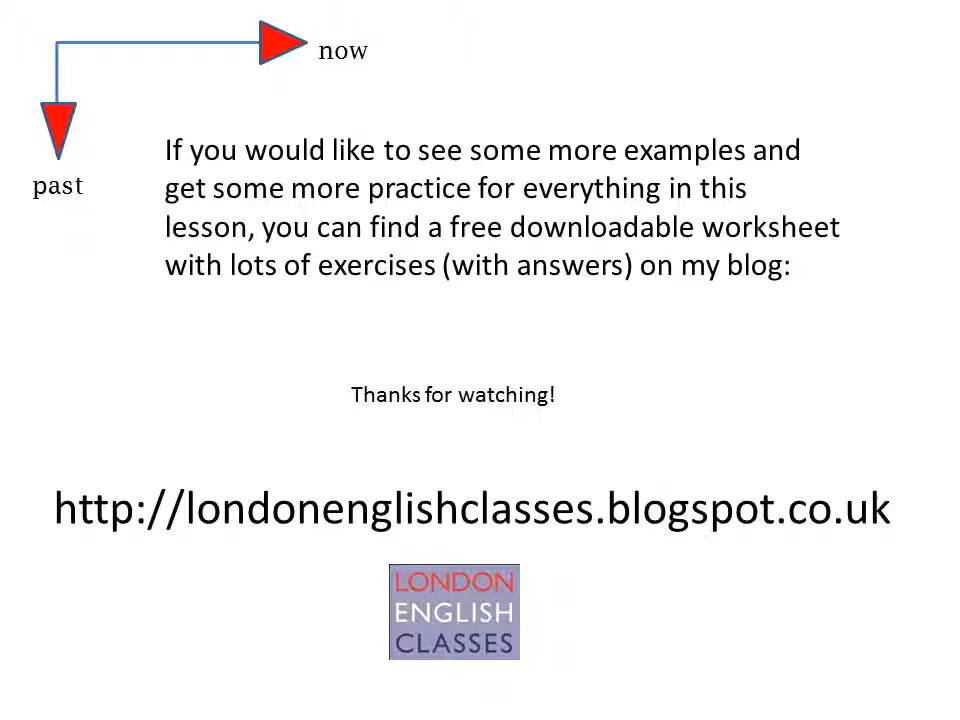 now
past
If you would like to see some more examples and
get some more practice for everything in this
lesson, you can find a free downloadable worksheet
with lots of exercises (with answers) on my blog:
Thanks for watching!
http://londonenglishclasses.blogspot.co.uk
LONDON
ENGLISH
CLASSES